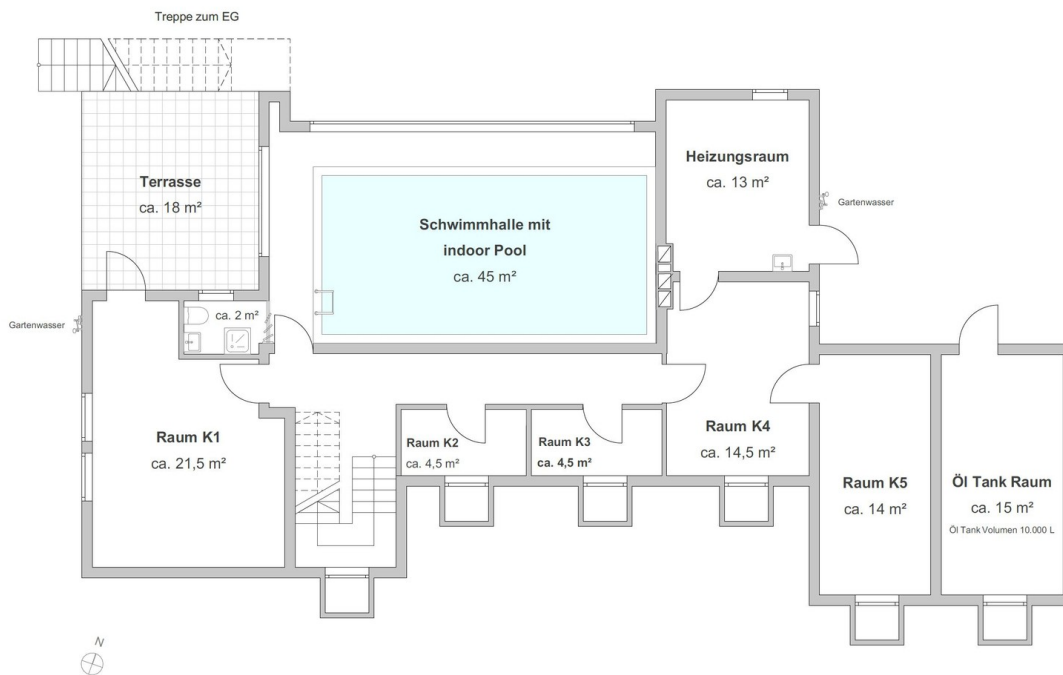 Treppe zum EG
Terrasse
ca. 18 m²
Schwimmhalle mit
indoor Pool
ca. 45 m²
Heizungsraum
ca. 13 m²
Gartenwasser
Gartenwasser
ca. 2 m²
Raum K1
ca. 21,5 m²
Raum K2
ca. 4,5 m²
Raum K3
ca. 4,5 m²
Raum K4
ca. 14,5 m²
Raum K5
ca. 14 m²
Öl Tank Raum
ca. 15 m²
Öl Tank Volumen 10.000 L
N